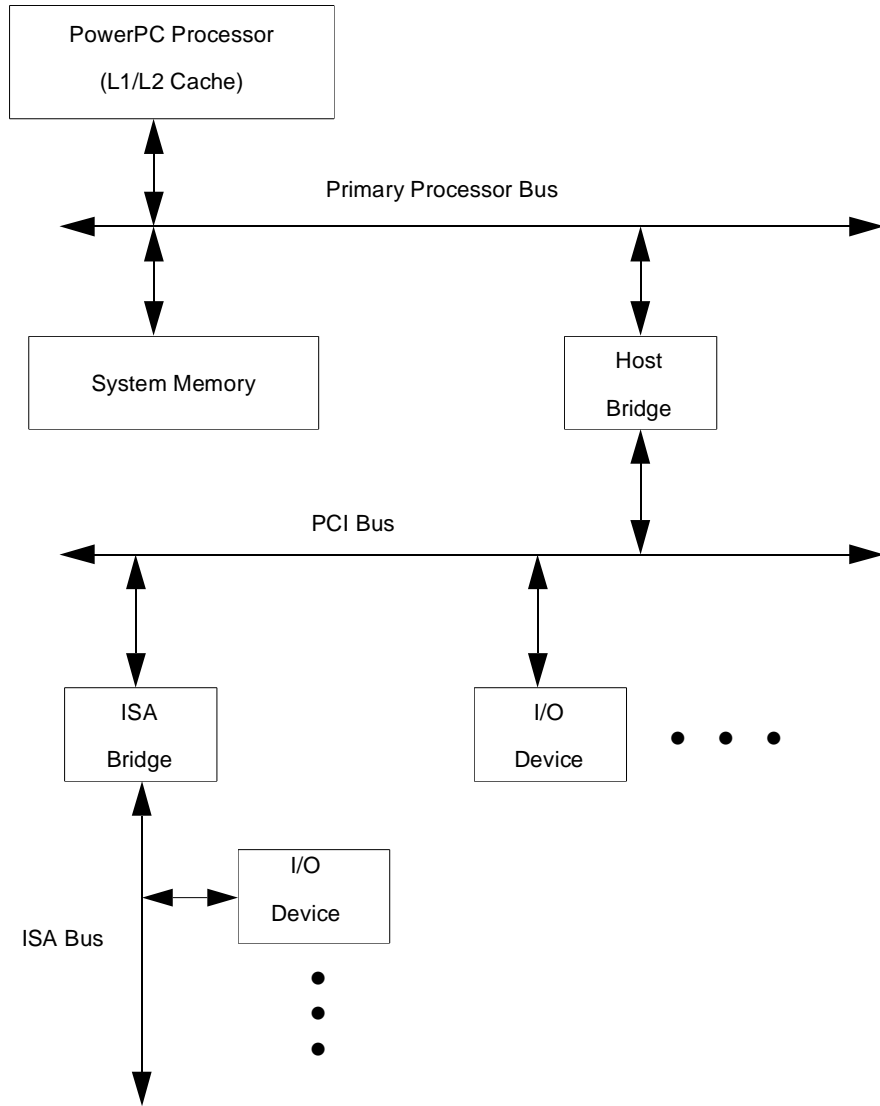 PowerPC Processor
(L1/L2 Cache)
Primary Processor Bus
System Memory
Host
Bridge
PCI Bus
ISA
Bridge
I/O
Device
I/O
Device
ISA Bus